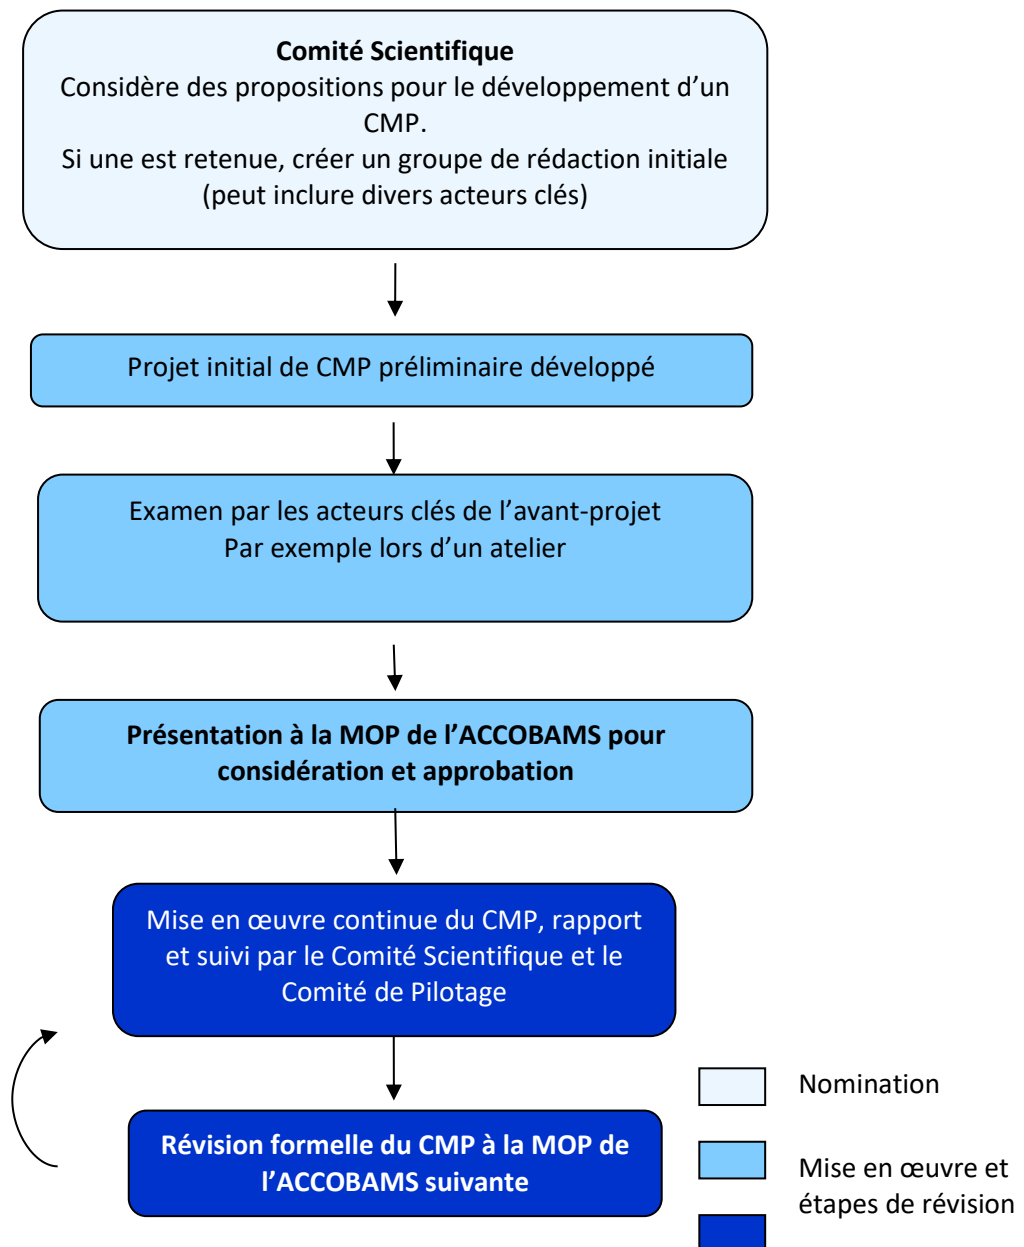 Comité Scientifique
Considère des propositions pour le développement d’un
CMP.
Si une est retenue, créer un groupe de rédaction initiale
(peut inclure divers acteurs clés)
Projet initial de CMP préliminaire développé
Examen par les acteurs clés de l’avant-projet
Par exemple lors d’un atelier
Présentation à la MOP de l’ACCOBAMS pour
considération et approbation
Mise en œuvre continue du CMP, rapport
et suivi par le Comité Scientifique et le
Comité de Pilotage
Révision formelle du CMP à la MOP de
l’ACCOBAMS suivante
Nomination
Mise en œuvre et
étapes de révision